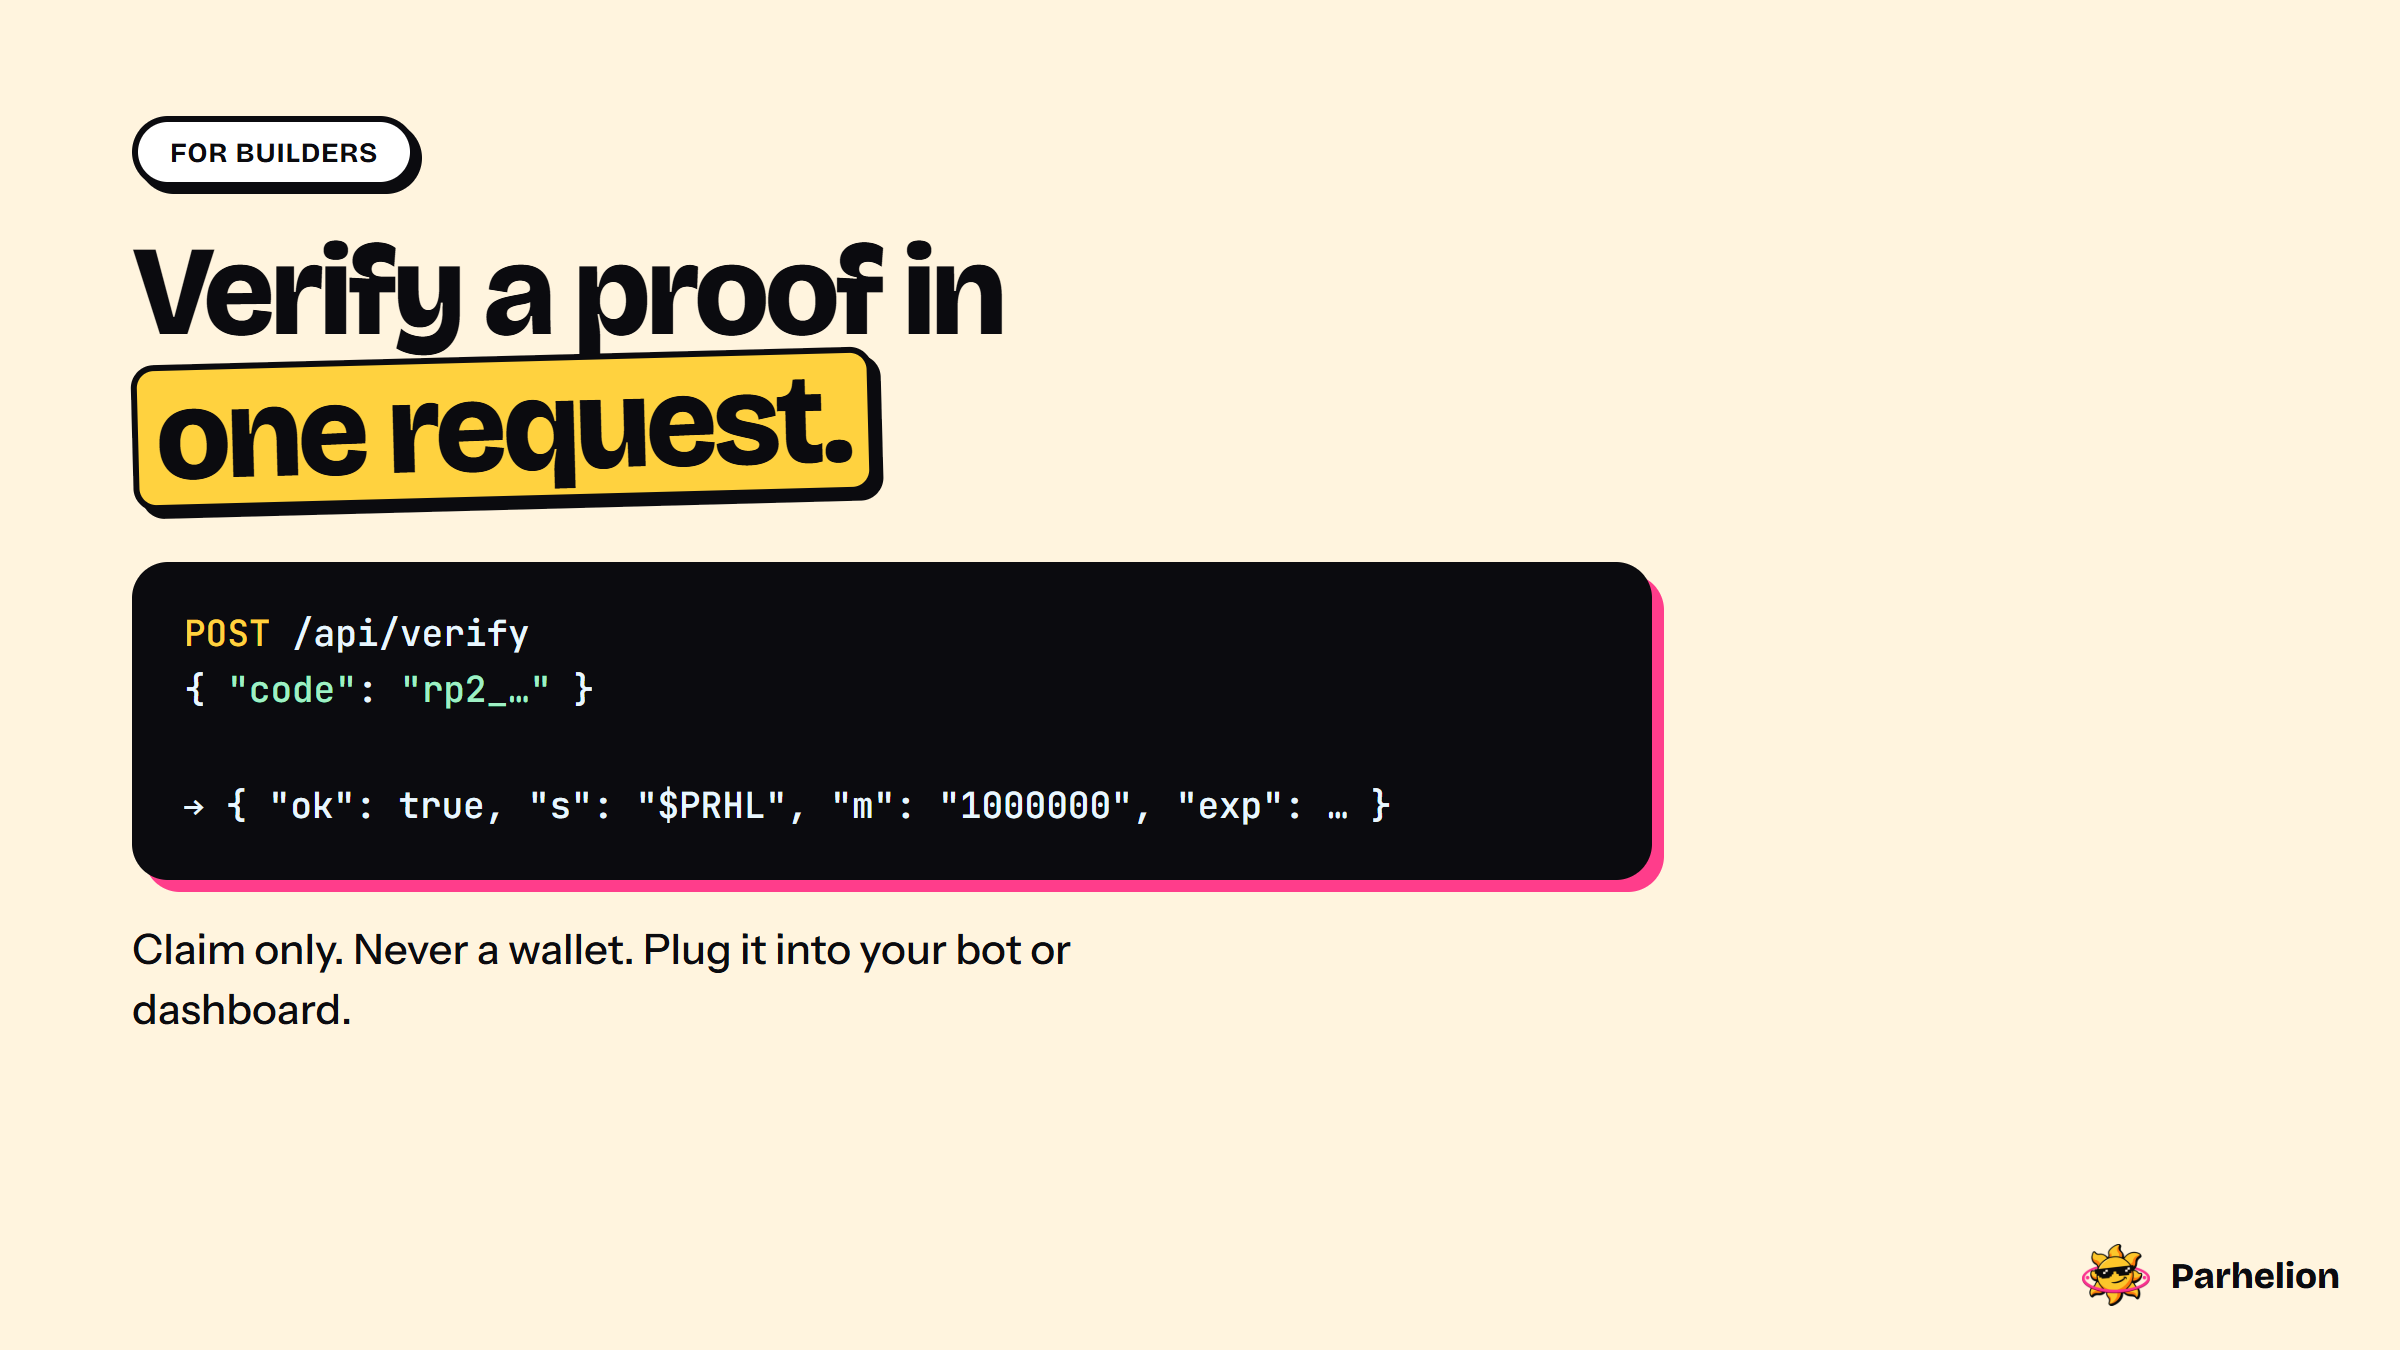 FOR BUILDERS
Verify a proof in
one request.
POST /api/verify
{ "code": "rp2_…" }
→ { "ok": true, "s": "$PRHL", "m": "1000000", "exp": … }
Claim only. Never a wallet. Plug it into your bot or
dashboard.
Parhelion